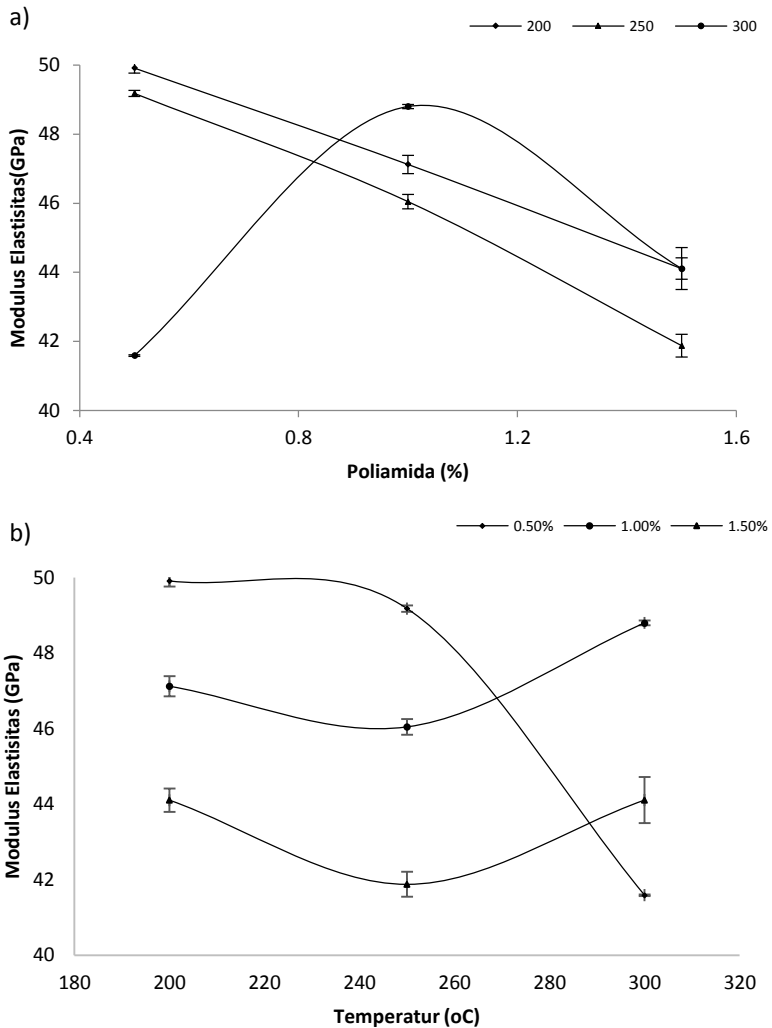 a)
200 250 300
50
48
46
44
42
40
Modulus Elastisitas(GPa)
0.4 0.8 1.2 1.6
Poliamida (%)
b)
0.50% 1.00% 1.50%
50
48
46
44
42
40
Modulus Elastisitas (GPa)
180 200 220 240 260 280 300 320
Temperatur (oC)